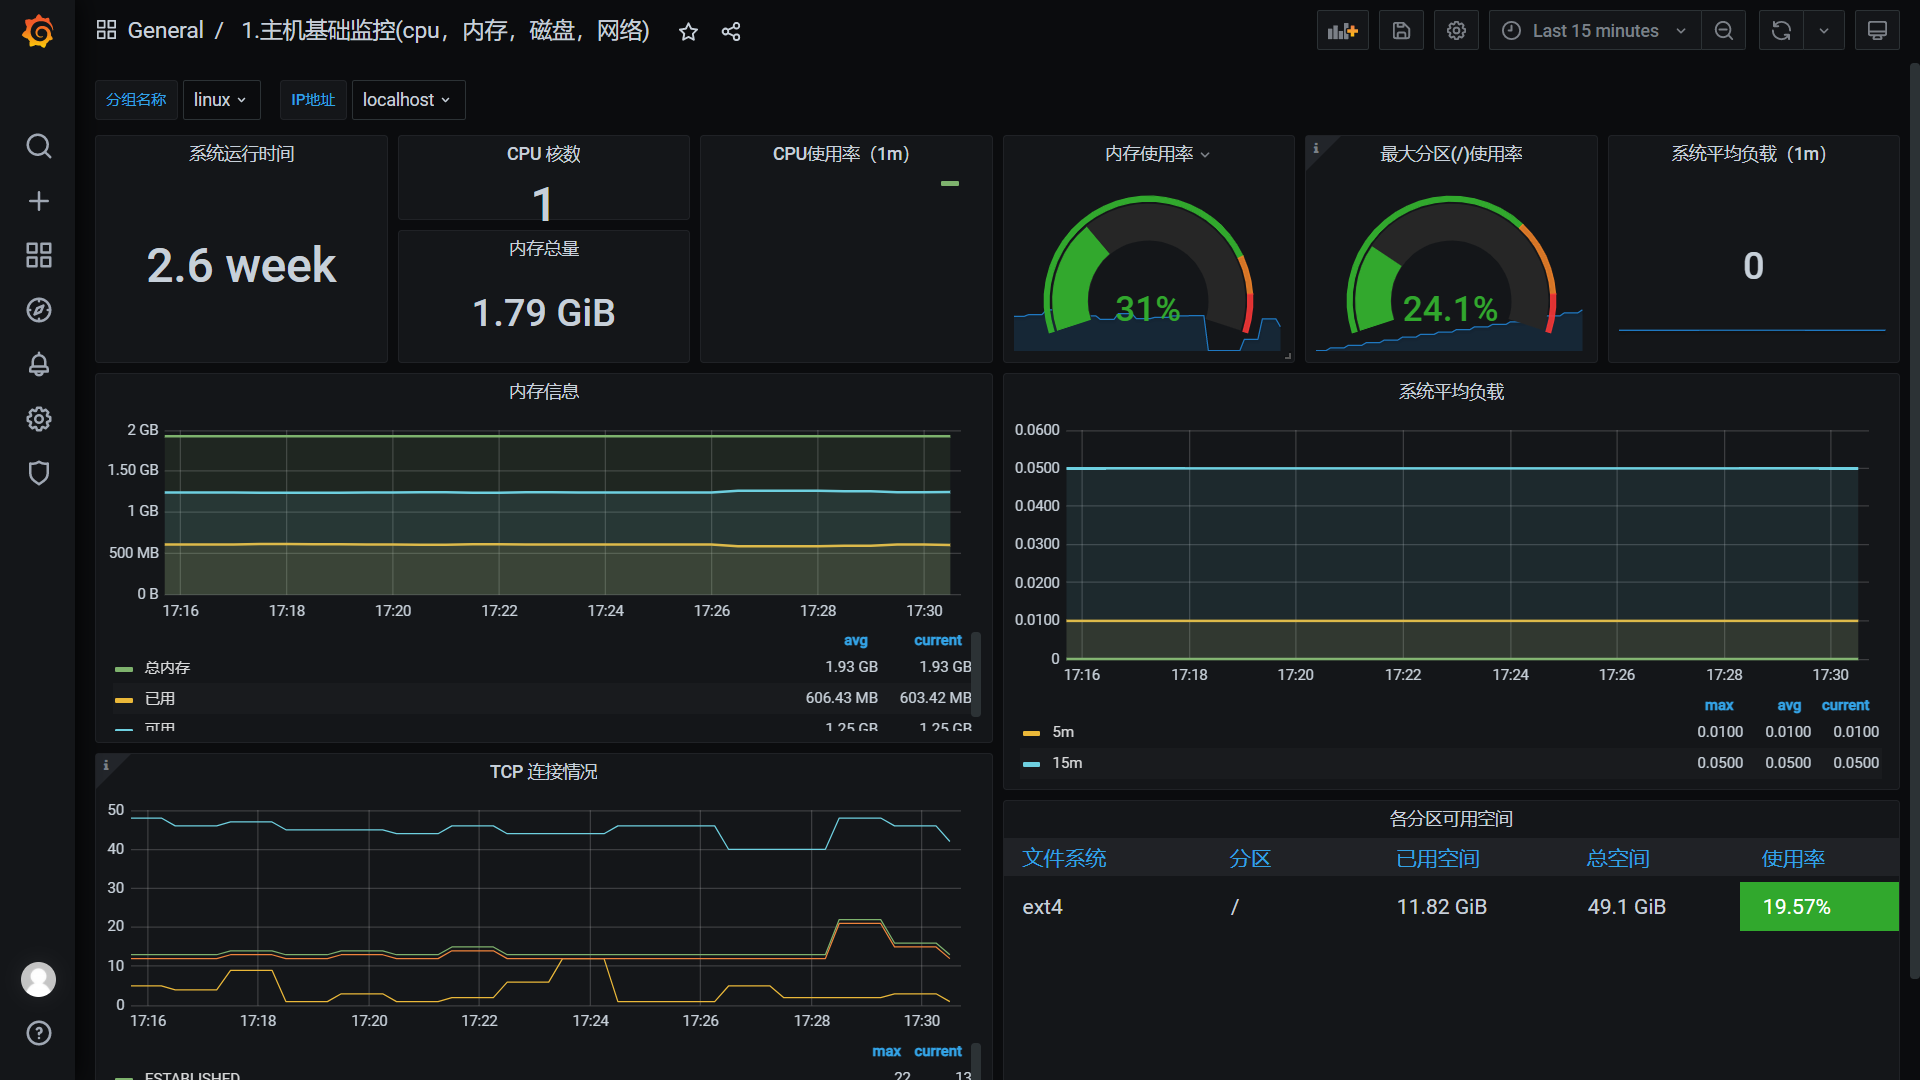 General / 1.主机基础监控(cpu，内存，磁盘，网络)
Last 15 minutes
分组名称 linux IP地址 localhost
系统运行时间
2.6 week
CPU 核数
1
内存总量
1.79 GiB
CPU使用率（1m）
内存使用率
31%
最大分区(/)使用率
24.1%
系统平均负载（1m）
0
内存信息
2 GB
1.50 GB
1 GB
500 MB
0 B
17:16 17:18 17:20 17:22 17:24 17:26 17:28 17:30
avg current
总内存 1.93 GB 1.93 GB
已用 606.43 MB 603.42 MB
可用 1.25 GB 1.25 GB
系统平均负载
0.0600
0.0500
0.0400
0.0300
0.0200
0.0100
0
17:16 17:18 17:20 17:22 17:24 17:26 17:28 17:30
max avg current
5m 0.0100 0.0100 0.0100
15m 0.0500 0.0500 0.0500
TCP 连接情况
50
40
30
20
10
0
17:16 17:18 17:20 17:22 17:24 17:26 17:28 17:30
max current
ESTABLISHED 22 13
各分区可用空间
文件系统 分区 已用空间 总空间 使用率
ext4 / 11.82 GiB 49.1 GiB 19.57%